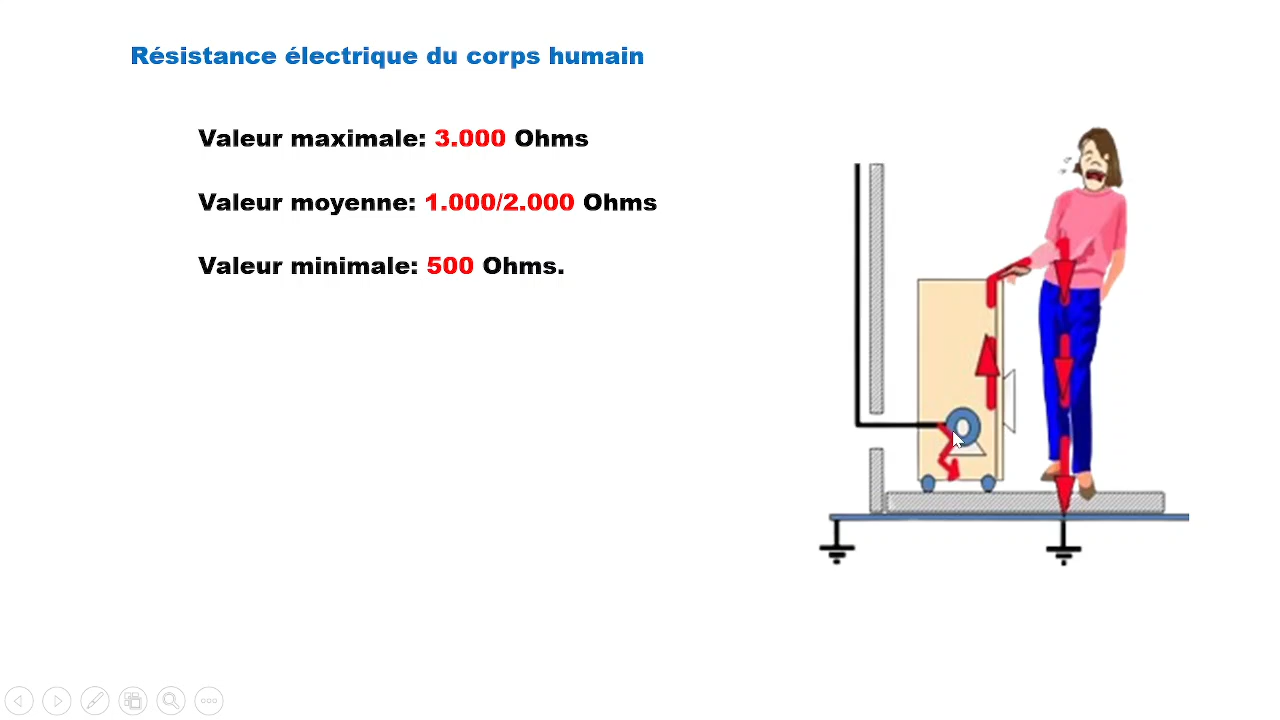 Résistance électrique du corps humain
Valeur maximale: 3.000 Ohms
Valeur moyenne: 1.000/2.000 Ohms
Valeur minimale: 500 Ohms.